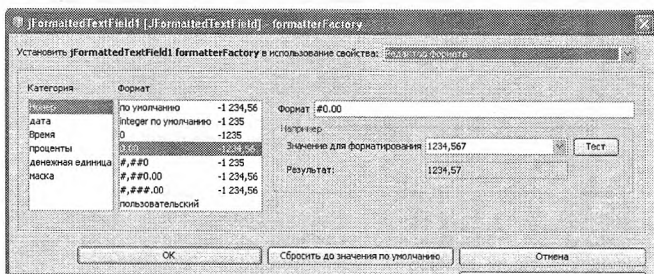 jFormattedTextField1 [JFormattedTextField] - formatterFactory
Установить jFormattedTextField1 formatterFactory в использование свойства: Редактор формата
Категория Формат
Номер
дата
Время
проценты
денежная единица
маска
по умолчанию -1 234,56
integer по умолчанию -1 235
0 -1235
0.00 -1234,56
#,##0 -1 235
#,##0.00 -1 234,56
#,###.00 -1 234,56
пользовательский
Формат #0.00
Например
Значение для форматирования 1234,567 Тест
Результат: 1234,57
OK Сбросить до значения по умолчанию Отмена